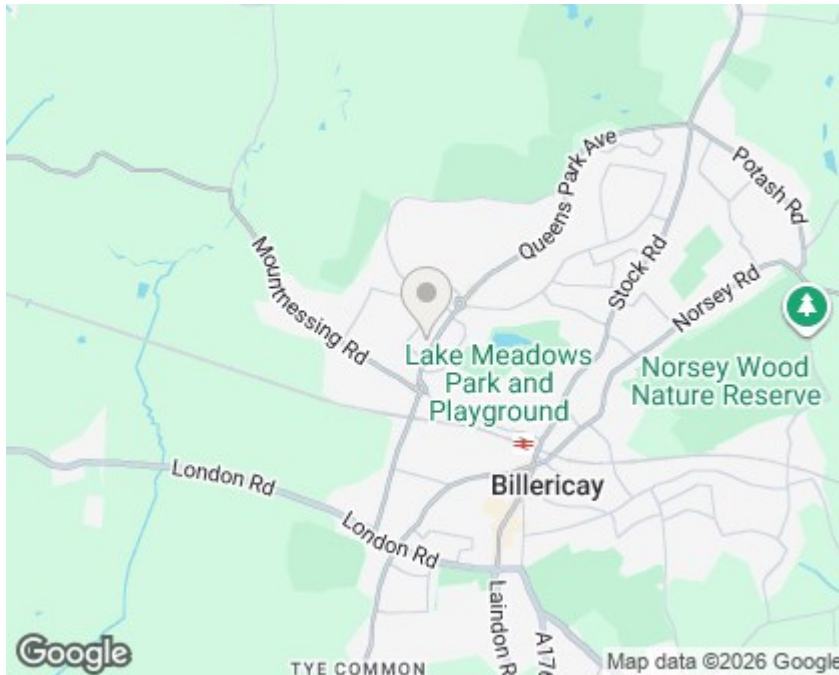 Queens Park Ave
Potash Rd
Mountnessing Rd
Stock Rd
Norsey Rd
Lake Meadows
Park and
Playground
Norsey Wood
Nature Reserve
London Rd
Billericay
London Rd
Laindon R
A176
TYE COMMON
Google
Map data ©2026 Google